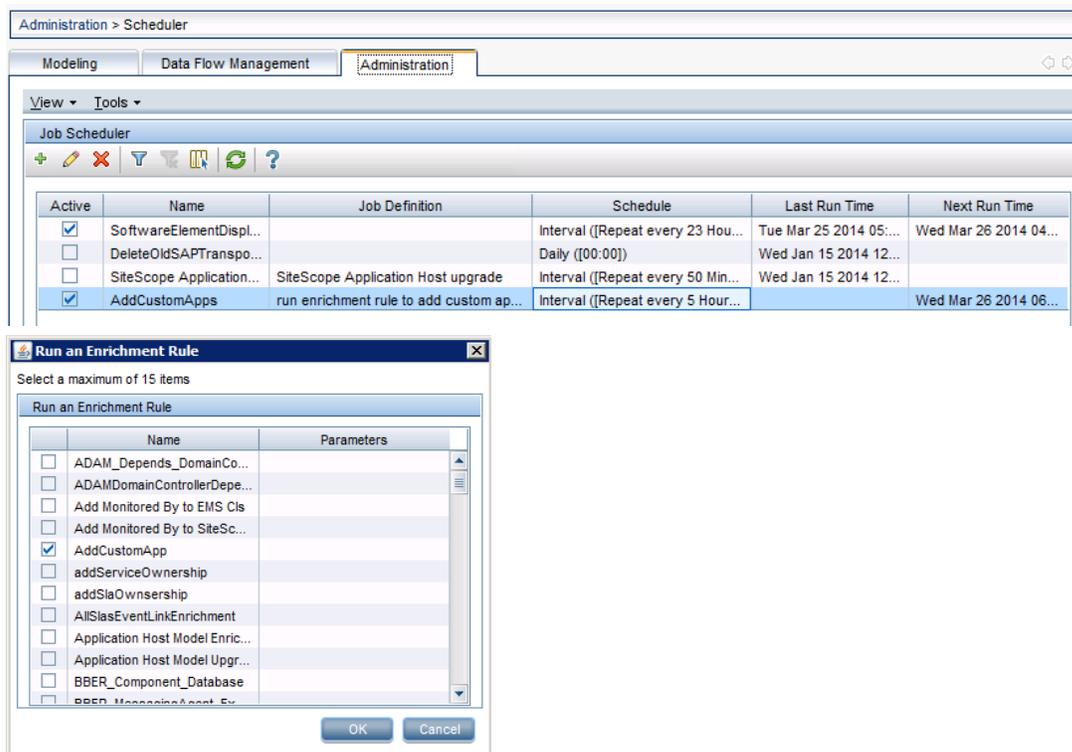 Administration > Scheduler
Modeling Data Flow Management Administration
View Tools
Job Scheduler
Active Name Job Definition Schedule Last Run Time Next Run Time
SoftwareElementDispl... Interval ([Repeat every 23 Hou... Tue Mar 25 2014 05:... Wed Mar 26 2014 04...
DeleteOldSAPTranspo... Daily ([00:00]) Wed Jan 15 2014 12...
SiteScope Application... SiteScope Application Host upgrade Interval ([Repeat every 50 Min... Wed Jan 15 2014 12...
AddCustomApps run enrichment rule to add custom ap... Interval ([Repeat every 5 Hour... Wed Mar 26 2014 06...
Run an Enrichment Rule
Select a maximum of 15 items
Run an Enrichment Rule
Name Parameters
ADAM_Depends_DomainCo...
ADAMDomainControllerDepe...
Add Monitored By to EMS CIs
Add Monitored By to SiteSc...
AddCustomApp
addServiceOwnership
addSlaOwnsership
AllSlasEventLinkEnrichment
Application Host Model Enric...
Application Host Model Upgr...
BBER_Component_Database
OK Cancel